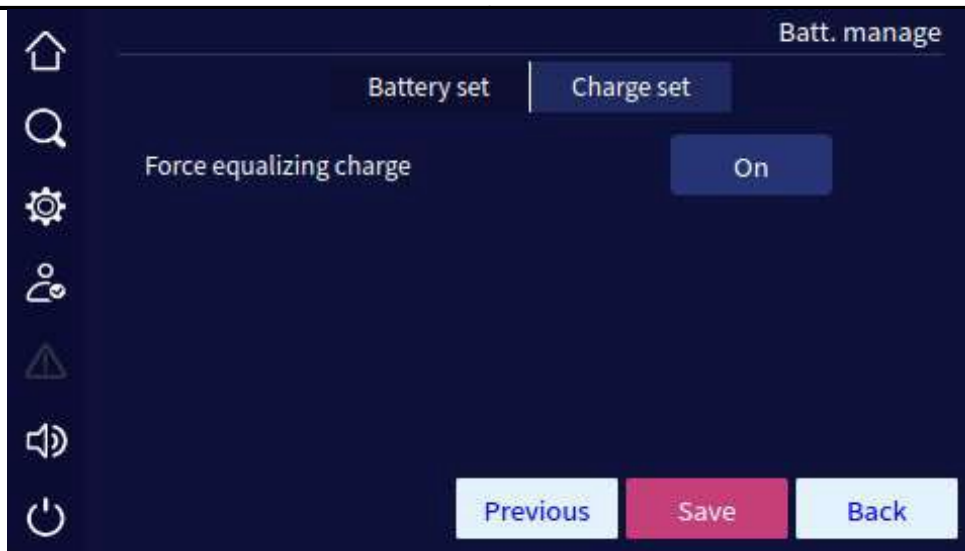 Batt. manage
Battery set Charge set
Force equalizing charge On
Previous Save Back